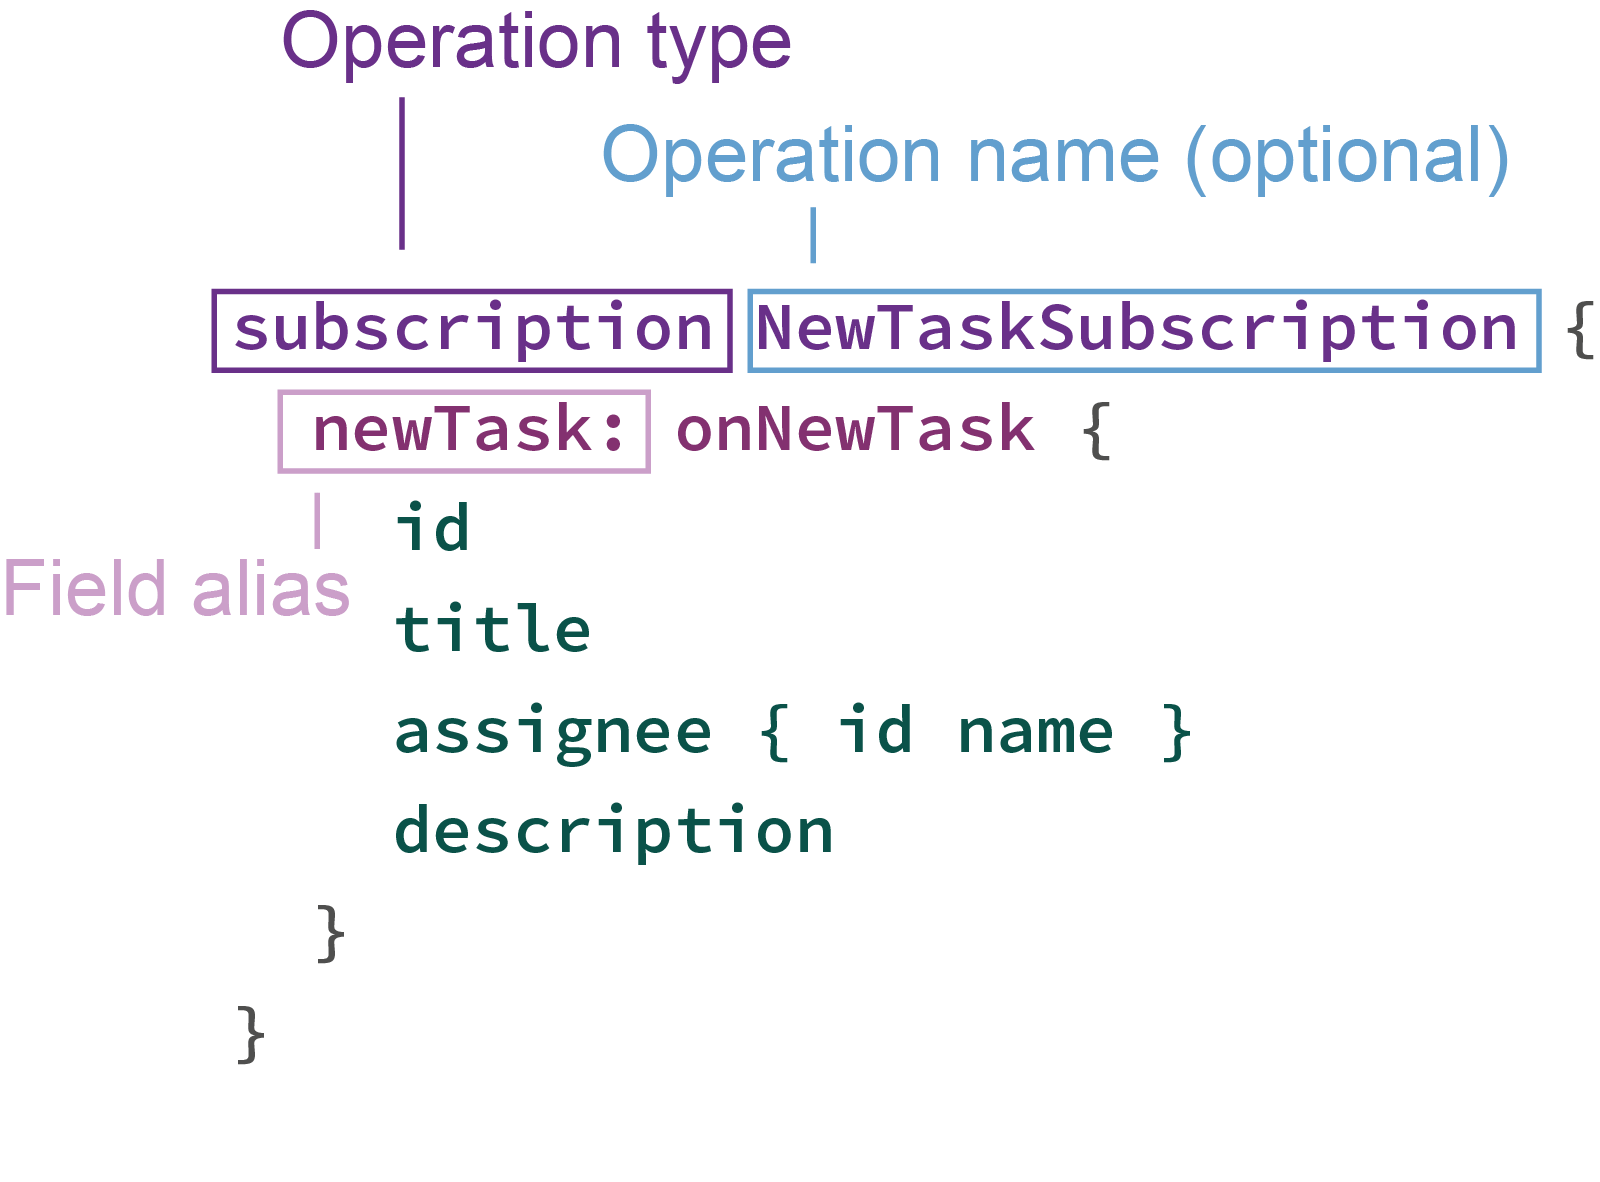 Operation type
Operation name (optional)
subscription NewTaskSubscription {
newTask: onNewTask {
id
Field alias
title
assignee { id name }
description
}
}